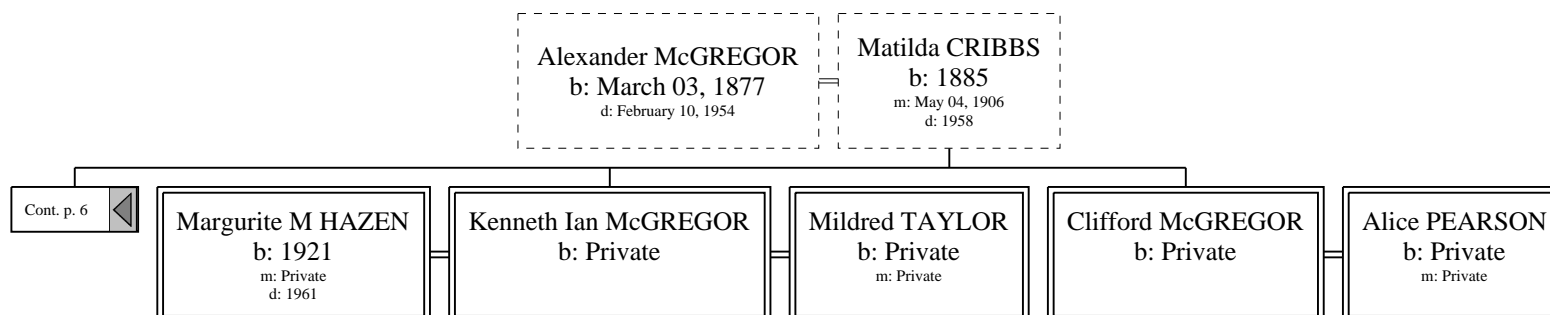 Alexander McGREGOR
b: March 03, 1877
d: February 10, 1954
Matilda CRIBBS
b: 1885
m: May 04, 1906
d: 1958
Cont. p. 6
Margurite M HAZEN
b: 1921
m: Private
d: 1961
Kenneth Ian McGREGOR
b: Private
Mildred TAYLOR
b: Private
m: Private
Clifford McGREGOR
b: Private
Alice PEARSON
b: Private
m: Private